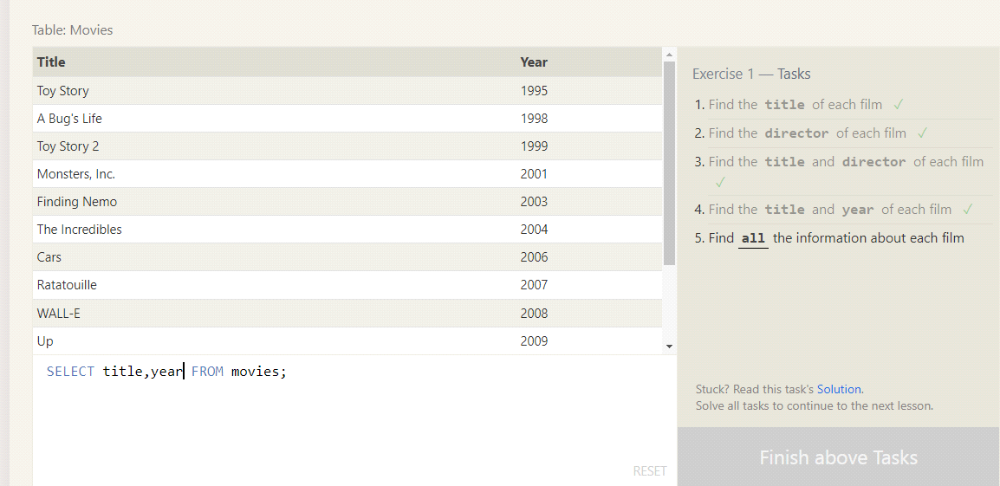 Table: Movies
Title Year
Toy Story 1995
A Bug's Life 1998
Toy Story 2 1999
Monsters, Inc. 2001
Finding Nemo 2003
The Incredibles 2004
Cars 2006
Ratatouille 2007
WALL-E 2008
Up 2009
SELECT title,year FROM movies;
RESET
Exercise 1 — Tasks
1. Find the title of each film ✓
2. Find the director of each film ✓
3. Find the title and director of each film
✓
4. Find the title and year of each film ✓
5. Find all the information about each film
Stuck? Read this task's Solution.
Solve all tasks to continue to the next lesson.
Finish above Tasks